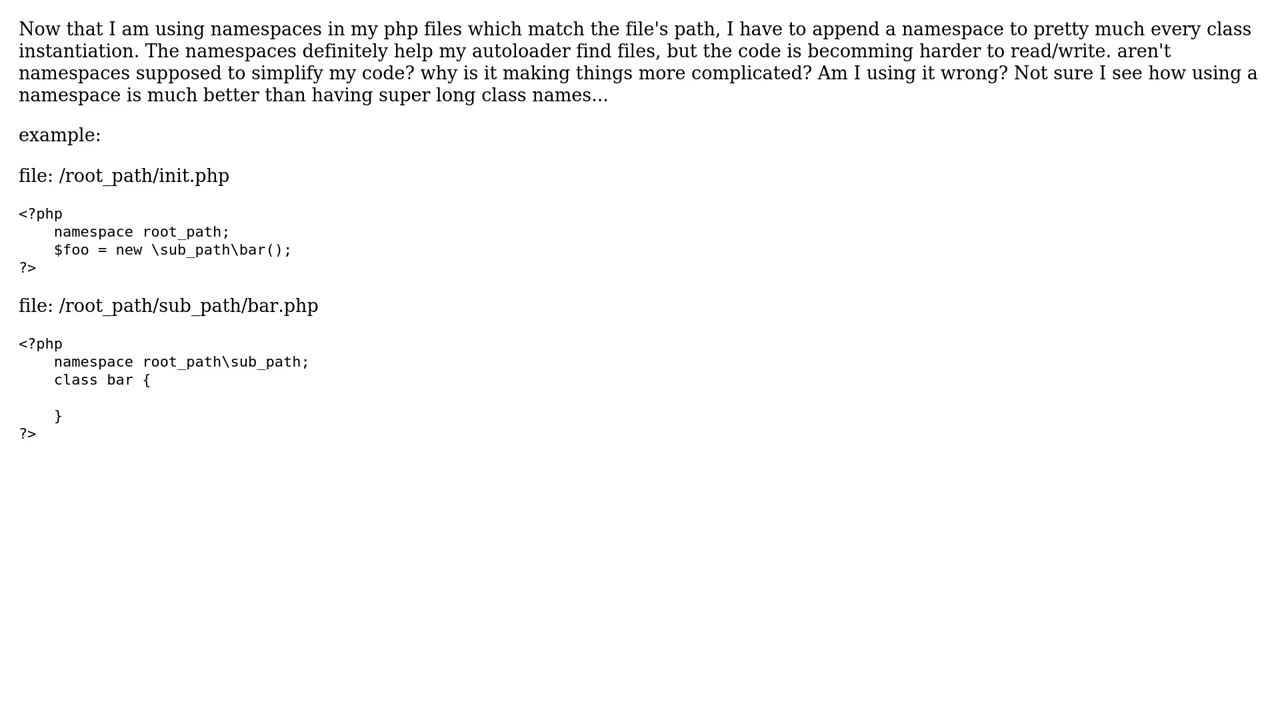 Now that I am using namespaces in my php files which match the file's path, I have to append a namespace to pretty much every class
instantiation. The namespaces definitely help my autoloader find files, but the code is becomming harder to read/write. aren't
namespaces supposed to simplify my code? why is it making things more complicated? Am I using it wrong? Not sure I see how using a
namespace is much better than having super long class names...
example:
file: /root_path/init.php
<?php
    namespace root_path;
    $foo = new \sub_path\bar();
?>
file: /root_path/sub_path/bar.php
<?php
    namespace root_path\sub_path;
    class bar {
    }
?>